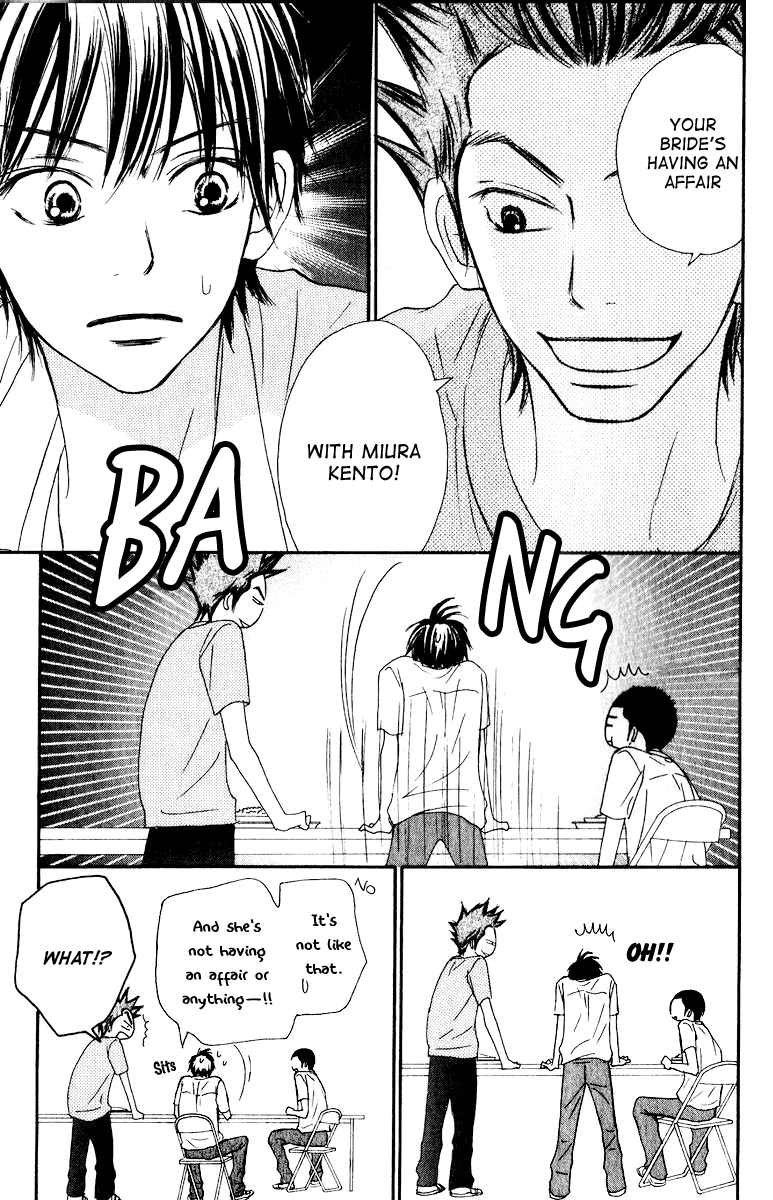 YOUR
BRIDE'S
HAVING AN
AFFAIR
WITH MIURA
KENTO!
BA
NG
OH!!
NO
It's
not like
that.
And she's
not having
an affair or
anything—!!
Sits
WHAT!?